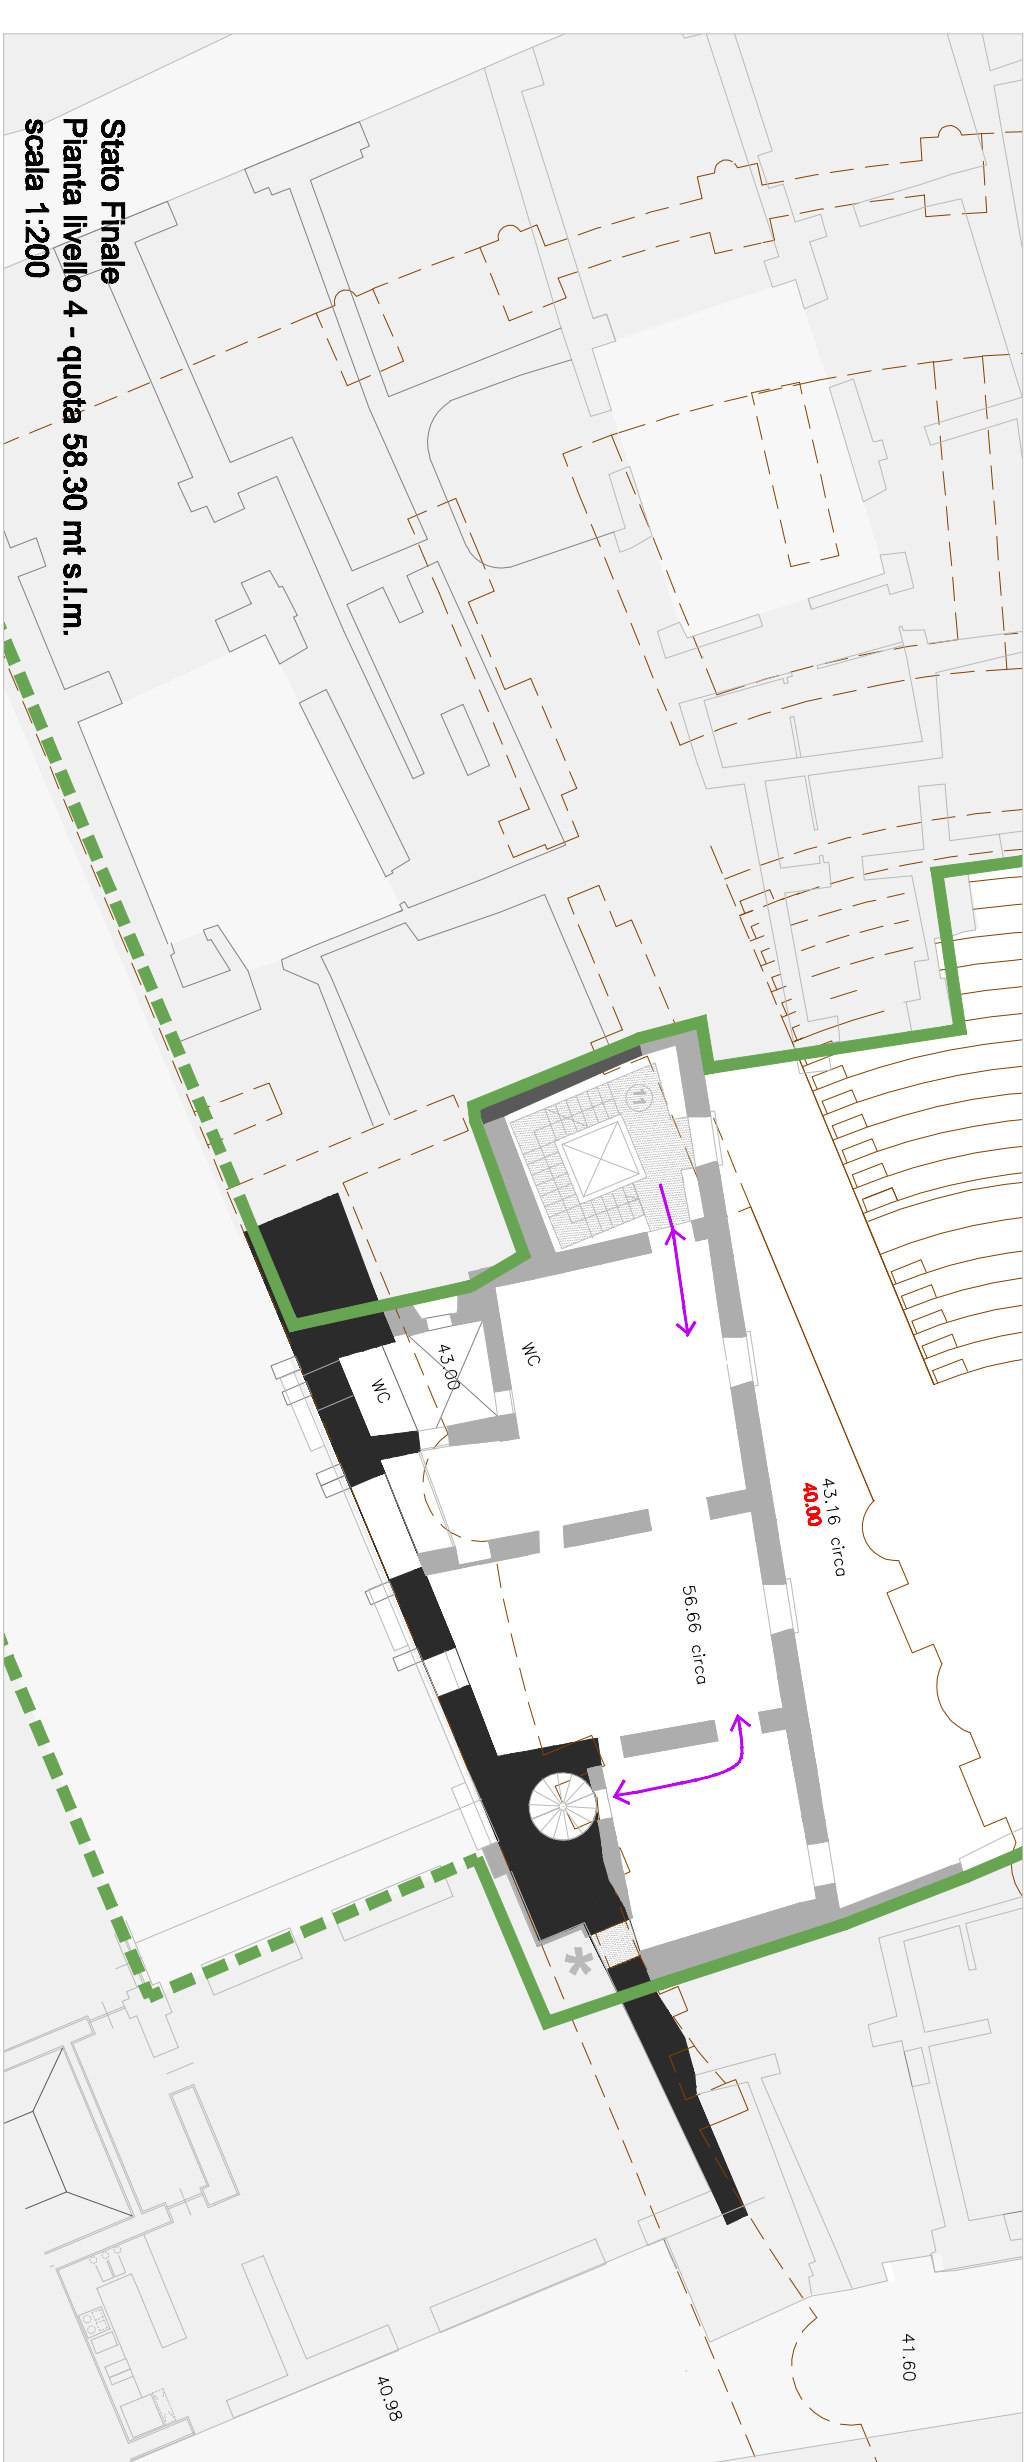 Stato Finale
Pianta livello 4 - quota 58.30 mt s.l.m.
scala 1:200
11
WC
43.00
WC
43.16 circa
40.00
56.66 circa
*
41.60
40.98